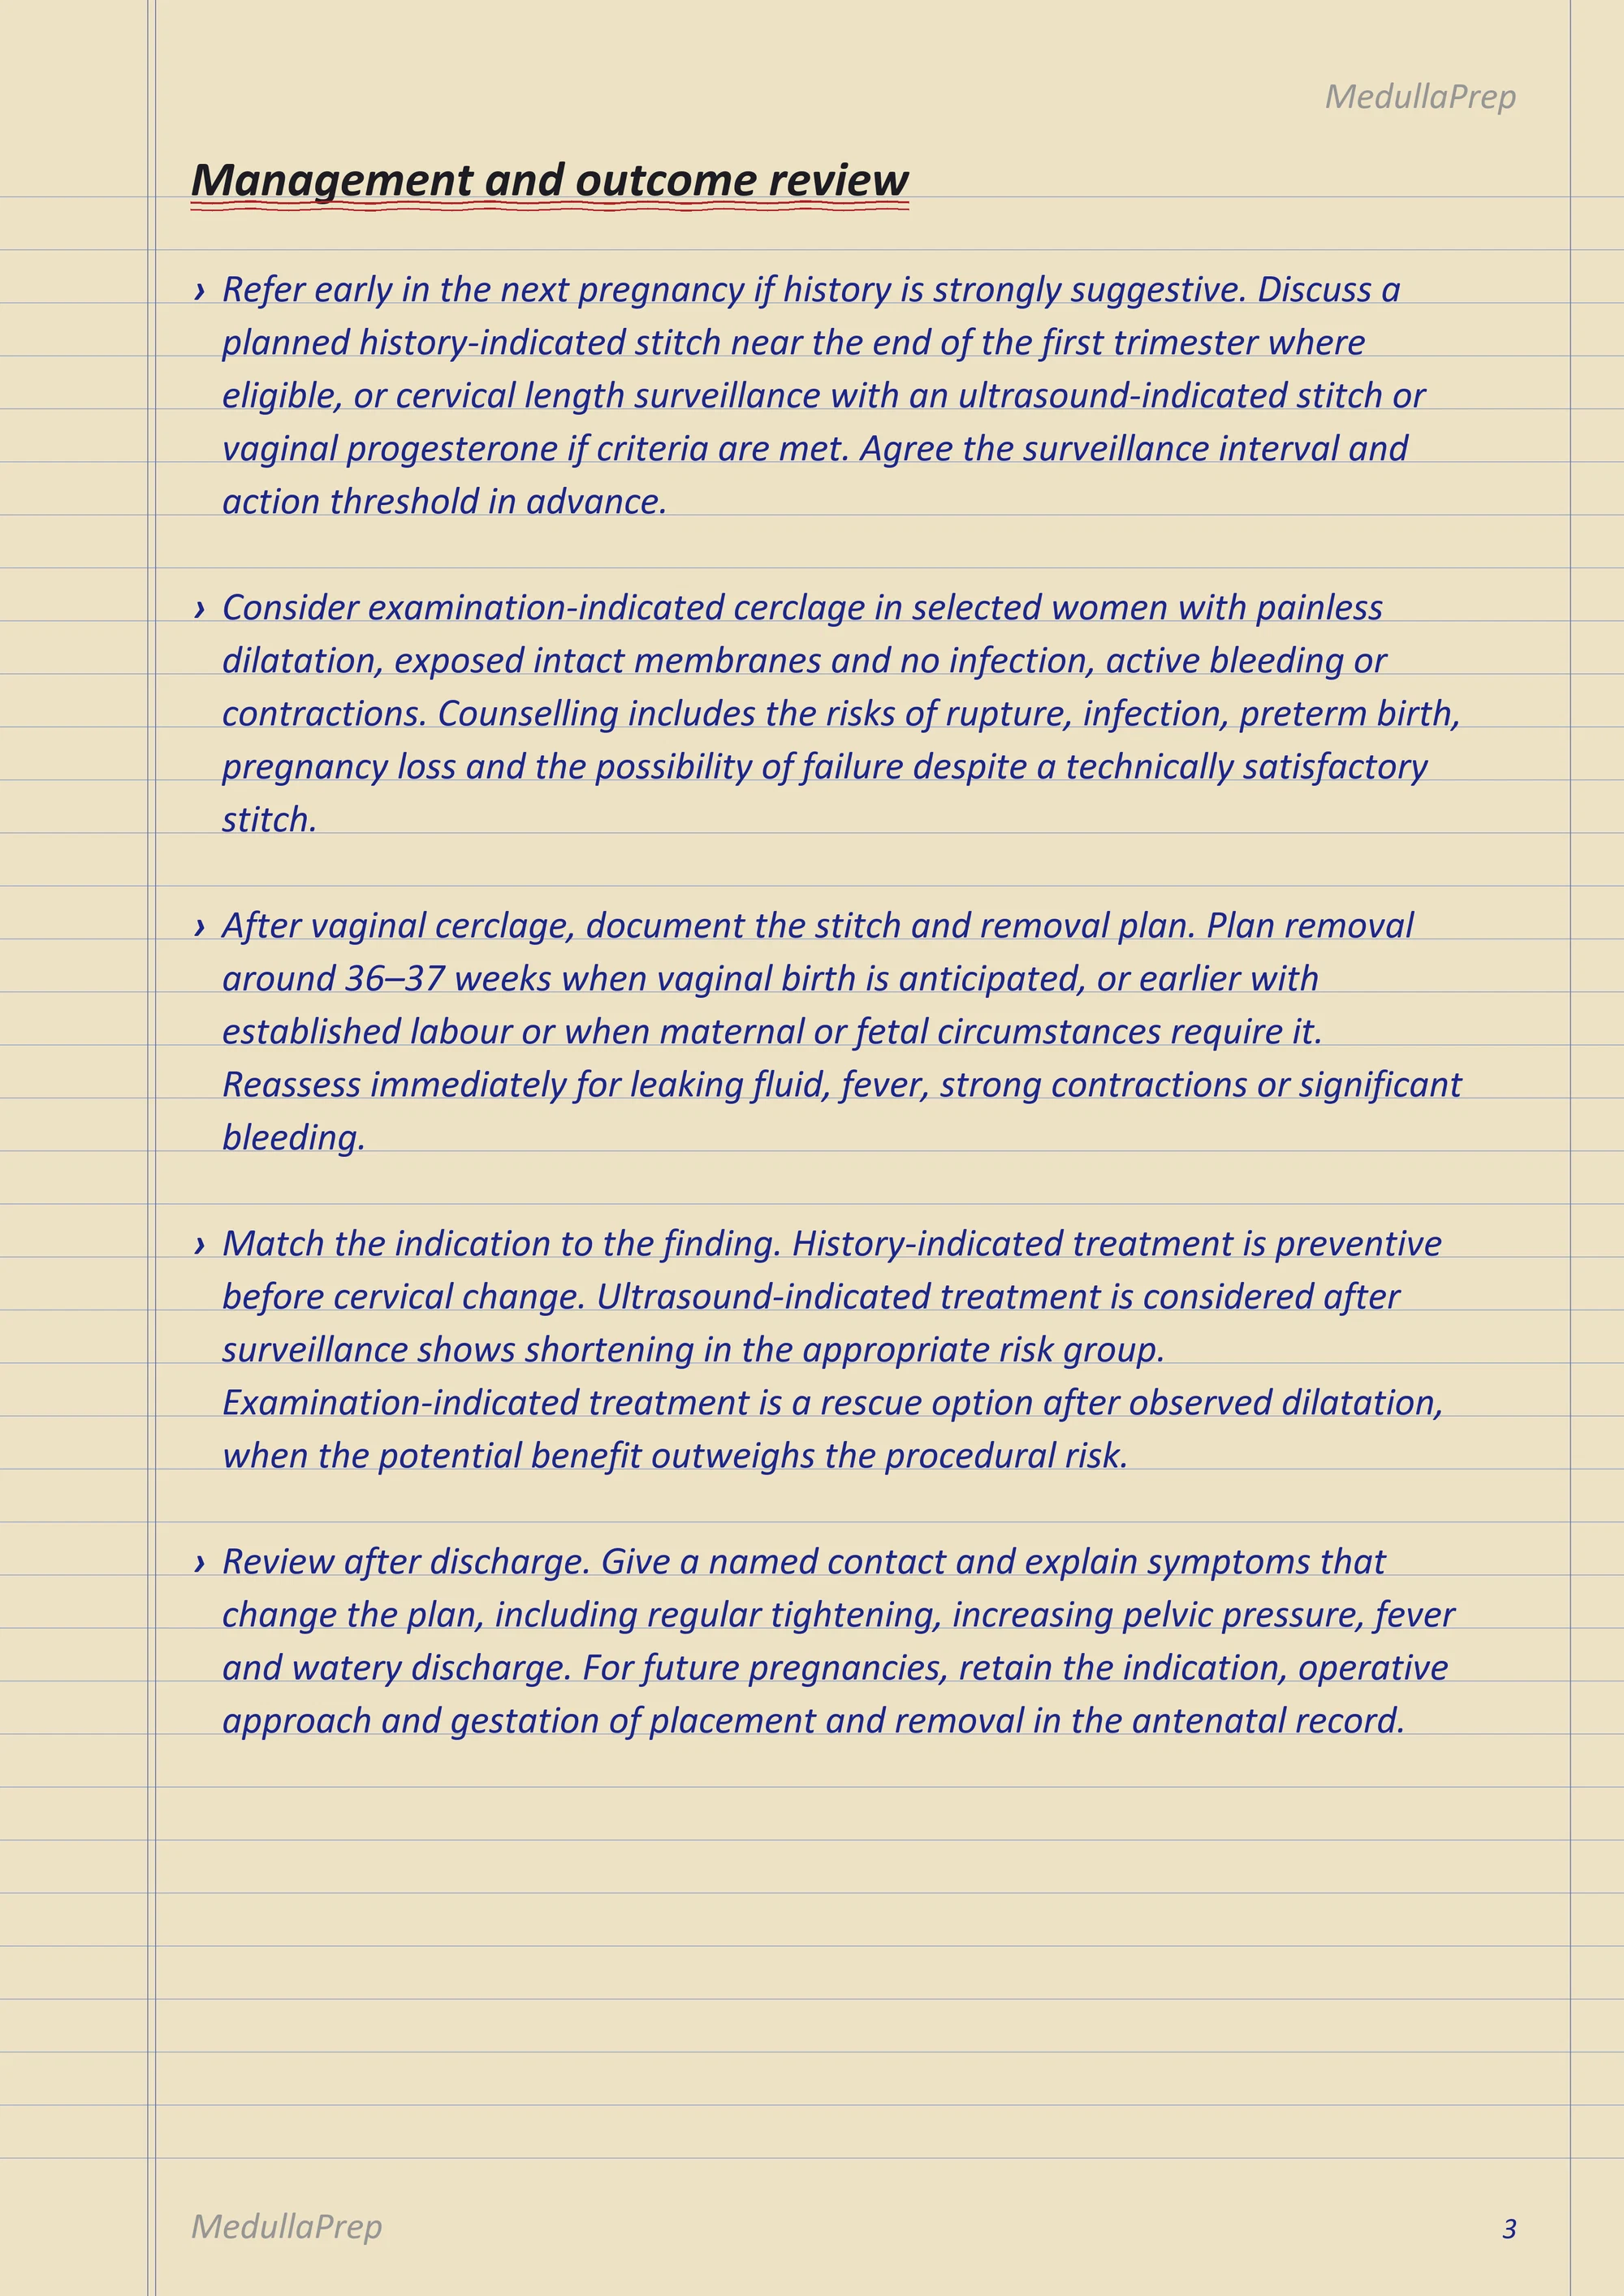 MedullaPrep
Management and outcome review
› Refer early in the next pregnancy if history is strongly suggestive. Discuss a
planned history-indicated stitch near the end of the first trimester where
eligible, or cervical length surveillance with an ultrasound-indicated stitch or
vaginal progesterone if criteria are met. Agree the surveillance interval and
action threshold in advance.
› Consider examination-indicated cerclage in selected women with painless
dilatation, exposed intact membranes and no infection, active bleeding or
contractions. Counselling includes the risks of rupture, infection, preterm birth,
pregnancy loss and the possibility of failure despite a technically satisfactory
stitch.
› After vaginal cerclage, document the stitch and removal plan. Plan removal
around 36–37 weeks when vaginal birth is anticipated, or earlier with
established labour or when maternal or fetal circumstances require it.
Reassess immediately for leaking fluid, fever, strong contractions or significant
bleeding.
› Match the indication to the finding. History-indicated treatment is preventive
before cervical change. Ultrasound-indicated treatment is considered after
surveillance shows shortening in the appropriate risk group.
Examination-indicated treatment is a rescue option after observed dilatation,
when the potential benefit outweighs the procedural risk.
› Review after discharge. Give a named contact and explain symptoms that
change the plan, including regular tightening, increasing pelvic pressure, fever
and watery discharge. For future pregnancies, retain the indication, operative
approach and gestation of placement and removal in the antenatal record.
MedullaPrep
3